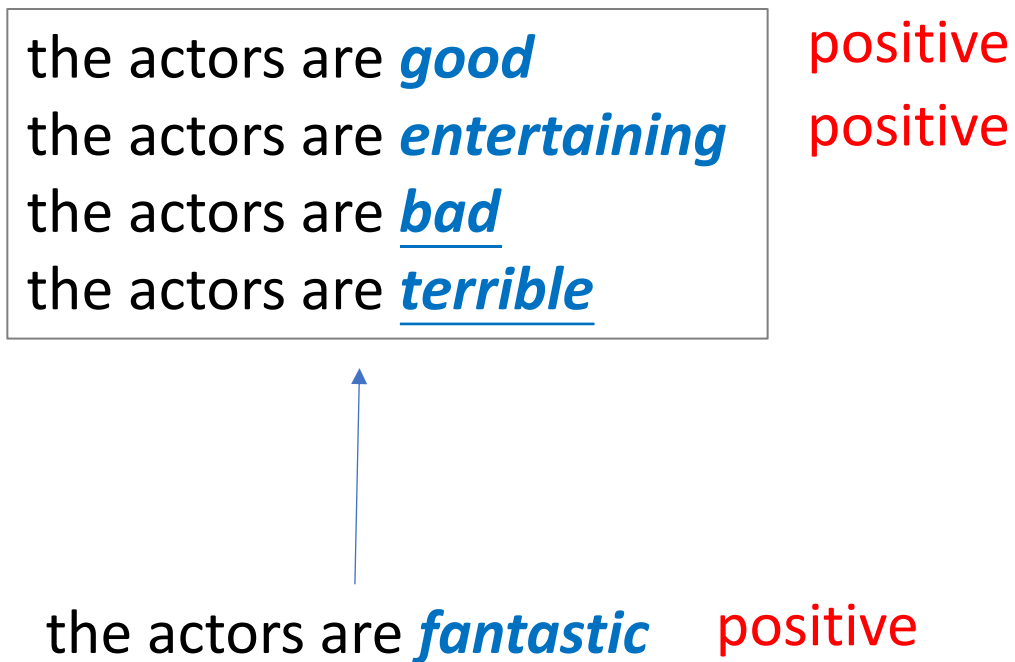 the actors are good positive
the actors are entertaining positive
the actors are bad
the actors are terrible
the actors are fantastic positive